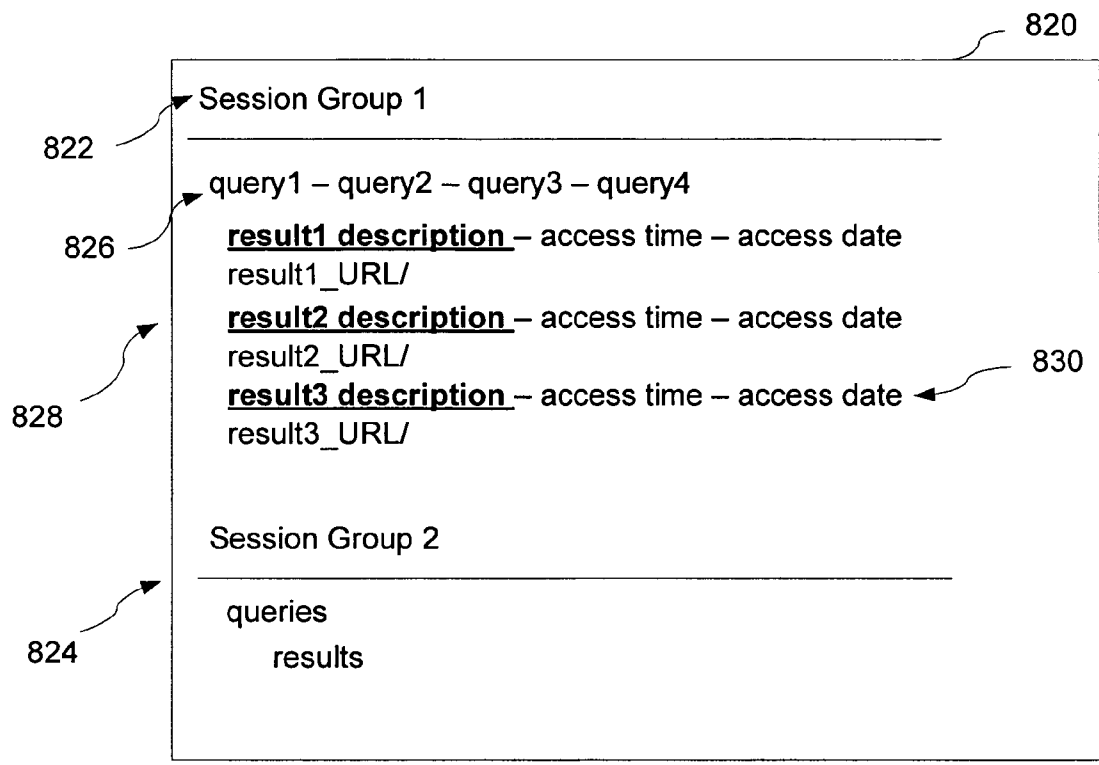 820
Session Group 1
822
query1 – query2 – query3 – query4
826
result1 description – access time – access date
result1_URL/
result2 description – access time – access date
result2_URL/
830
result3 description – access time – access date
828
result3_URL/
Session Group 2
824
queries
results